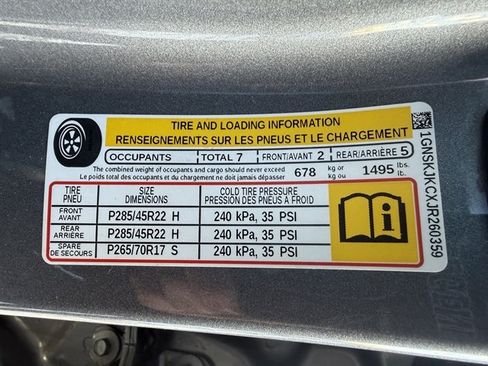 TIRE AND LOADING INFORMATION
RENSEIGNEMENTS SUR LES PNEUS ET LE CHARGEMENT
OCCUPANTS TOTAL 7 FRONT/AVANT 2 REAR/ARRIÈRE 5
The combined weight of occupants and cargo should never exceed 678 kg or 1495 lbs.
Le poids total des occupants et du chargement ne doit jamais dépasser kg ou lb.
TIRE SIZE COLD TIRE PRESSURE
PNEU DIMENSIONS PRESSION DES PNEUS À FROID
FRONT
AVANT P285/45R22 H 240 kPa, 35 PSI
REAR
ARRIÈRE P285/45R22 H 240 kPa, 35 PSI
SPARE
DE SECOURS P265/70R17 S 240 kPa, 35 PSI
1GNSKJKCXJR260359